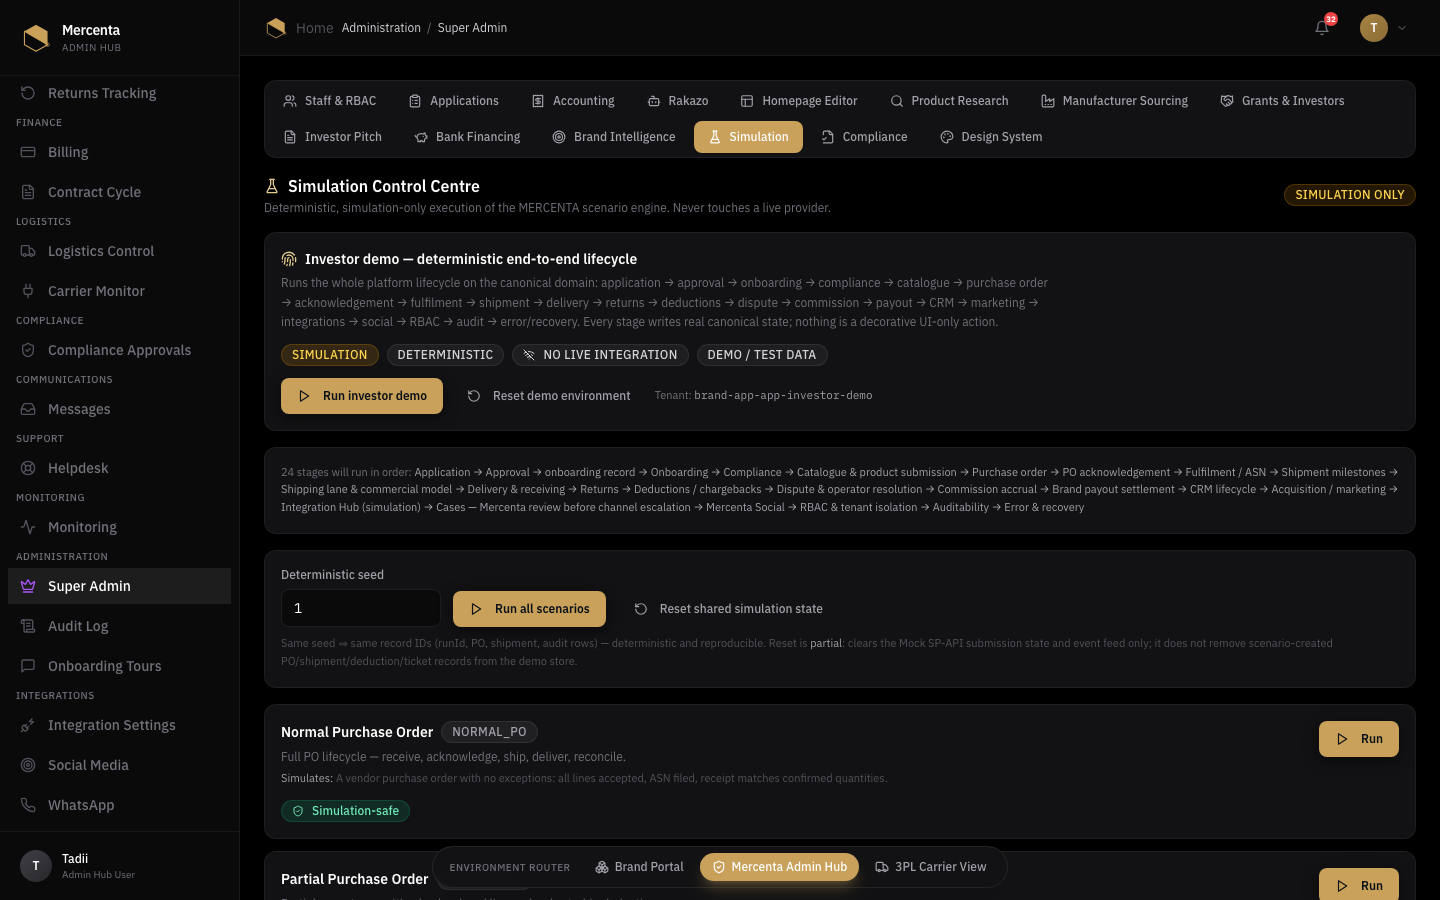 Mercenta
ADMIN HUB
Returns Tracking
FINANCE
Billing
Contract Cycle
LOGISTICS
Logistics Control
Carrier Monitor
COMPLIANCE
Compliance Approvals
COMMUNICATIONS
Messages
SUPPORT
Helpdesk
MONITORING
Monitoring
ADMINISTRATION
Super Admin
Audit Log
Onboarding Tours
INTEGRATIONS
Integration Settings
Social Media
WhatsApp
T
Tadii
Admin Hub User
Home Administration / Super Admin
32
T
Staff & RBAC Applications Accounting Rakazo Homepage Editor Product Research Manufacturer Sourcing Grants & Investors
Investor Pitch Bank Financing Brand Intelligence Simulation Compliance Design System
Simulation Control Centre
Deterministic, simulation-only execution of the MERCENTA scenario engine. Never touches a live provider.
SIMULATION ONLY
Investor demo — deterministic end-to-end lifecycle
Runs the whole platform lifecycle on the canonical domain: application → approval → onboarding → compliance → catalogue → purchase order
→ acknowledgement → fulfilment → shipment → delivery → returns → deductions → dispute → commission → payout → CRM → marketing →
integrations → social → RBAC → audit → error/recovery. Every stage writes real canonical state; nothing is a decorative UI-only action.
SIMULATION DETERMINISTIC NO LIVE INTEGRATION DEMO / TEST DATA
Run investor demo Reset demo environment Tenant: brand-app-app-investor-demo
24 stages will run in order: Application → Approval → onboarding record → Onboarding → Compliance → Catalogue & product submission → Purchase order → PO acknowledgement → Fulfilment / ASN → Shipment milestones →
Shipping lane & commercial model → Delivery & receiving → Returns → Deductions / chargebacks → Dispute & operator resolution → Commission accrual → Brand payout settlement → CRM lifecycle → Acquisition / marketing →
Integration Hub (simulation) → Cases — Mercenta review before channel escalation → Mercenta Social → RBAC & tenant isolation → Auditability → Error & recovery
Deterministic seed
1 Run all scenarios Reset shared simulation state
Same seed ⇒ same record IDs (runId, PO, shipment, audit rows) — deterministic and reproducible. Reset is partial: clears the Mock SP-API submission state and event feed only; it does not remove scenario-created
PO/shipment/deduction/ticket records from the demo store.
Normal Purchase Order NORMAL_PO
Run
Full PO lifecycle — receive, acknowledge, ship, deliver, reconcile.
Simulates: A vendor purchase order with no exceptions: all lines accepted, ASN filed, receipt matches confirmed quantities.
Simulation-safe
ENVIRONMENT ROUTER Brand Portal Mercenta Admin Hub 3PL Carrier View
Partial Purchase Order
Run